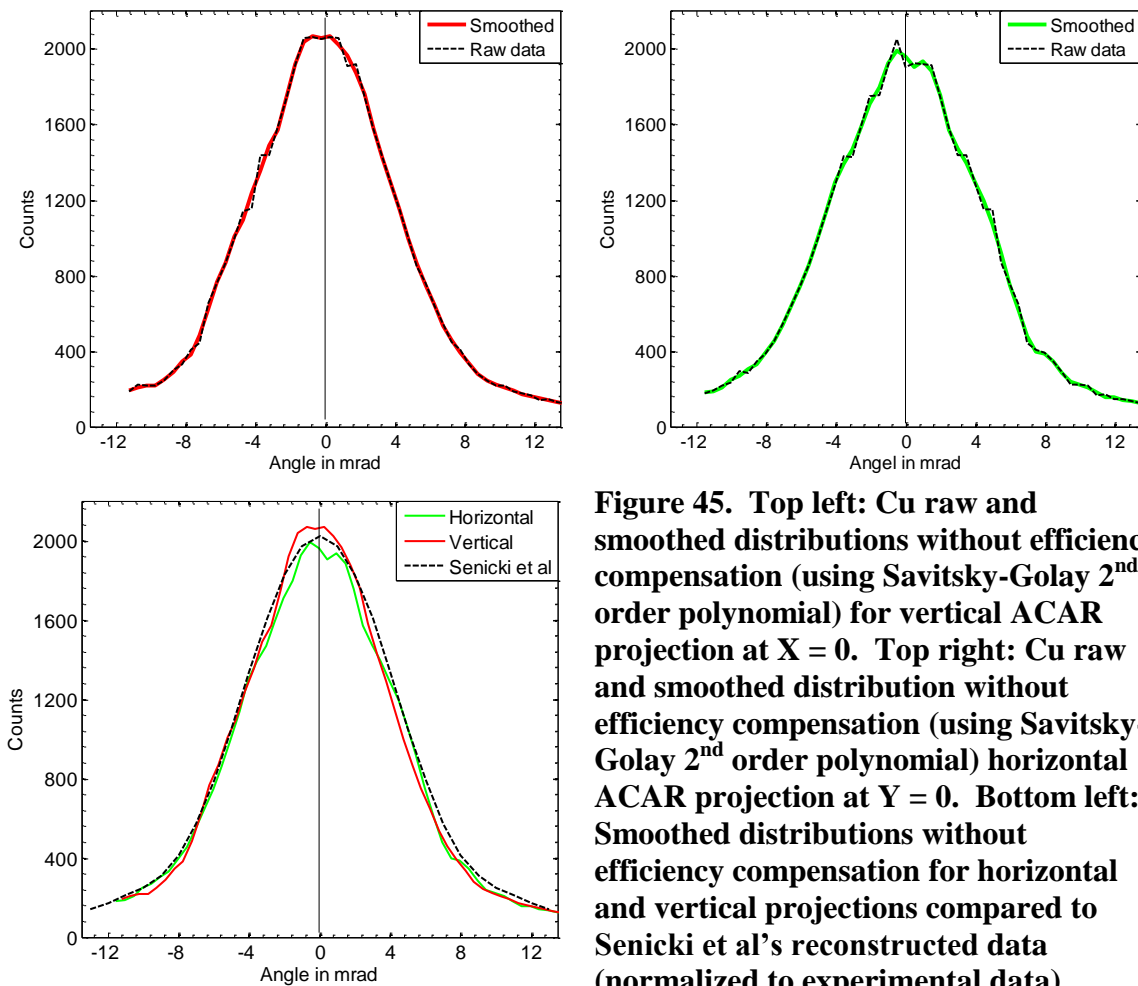 Smoothed
Raw data
2000
1600
1200
800
400
0
Counts
-12 -8 -4 0 4 8 12
Angle in mrad
Smoothed
Raw data
2000
1600
1200
800
400
0
Counts
-12 -8 -4 0 4 8 12
Angel in mrad
Horizontal
Vertical
Senicki et al
2000
1600
1200
800
400
0
Counts
-12 -8 -4 0 4 8 12
Angle in mrad
Figure 45. Top left: Cu raw and
smoothed distributions without efficienc
compensation (using Savitsky-Golay 2nd
order polynomial) for vertical ACAR
projection at X = 0. Top right: Cu raw
and smoothed distribution without
efficiency compensation (using Savitsky-
Golay 2nd order polynomial) horizontal
ACAR projection at Y = 0. Bottom left:
Smoothed distributions without
efficiency compensation for horizontal
and vertical projections compared to
Senicki et al's reconstructed data
(normalized to experimental data)